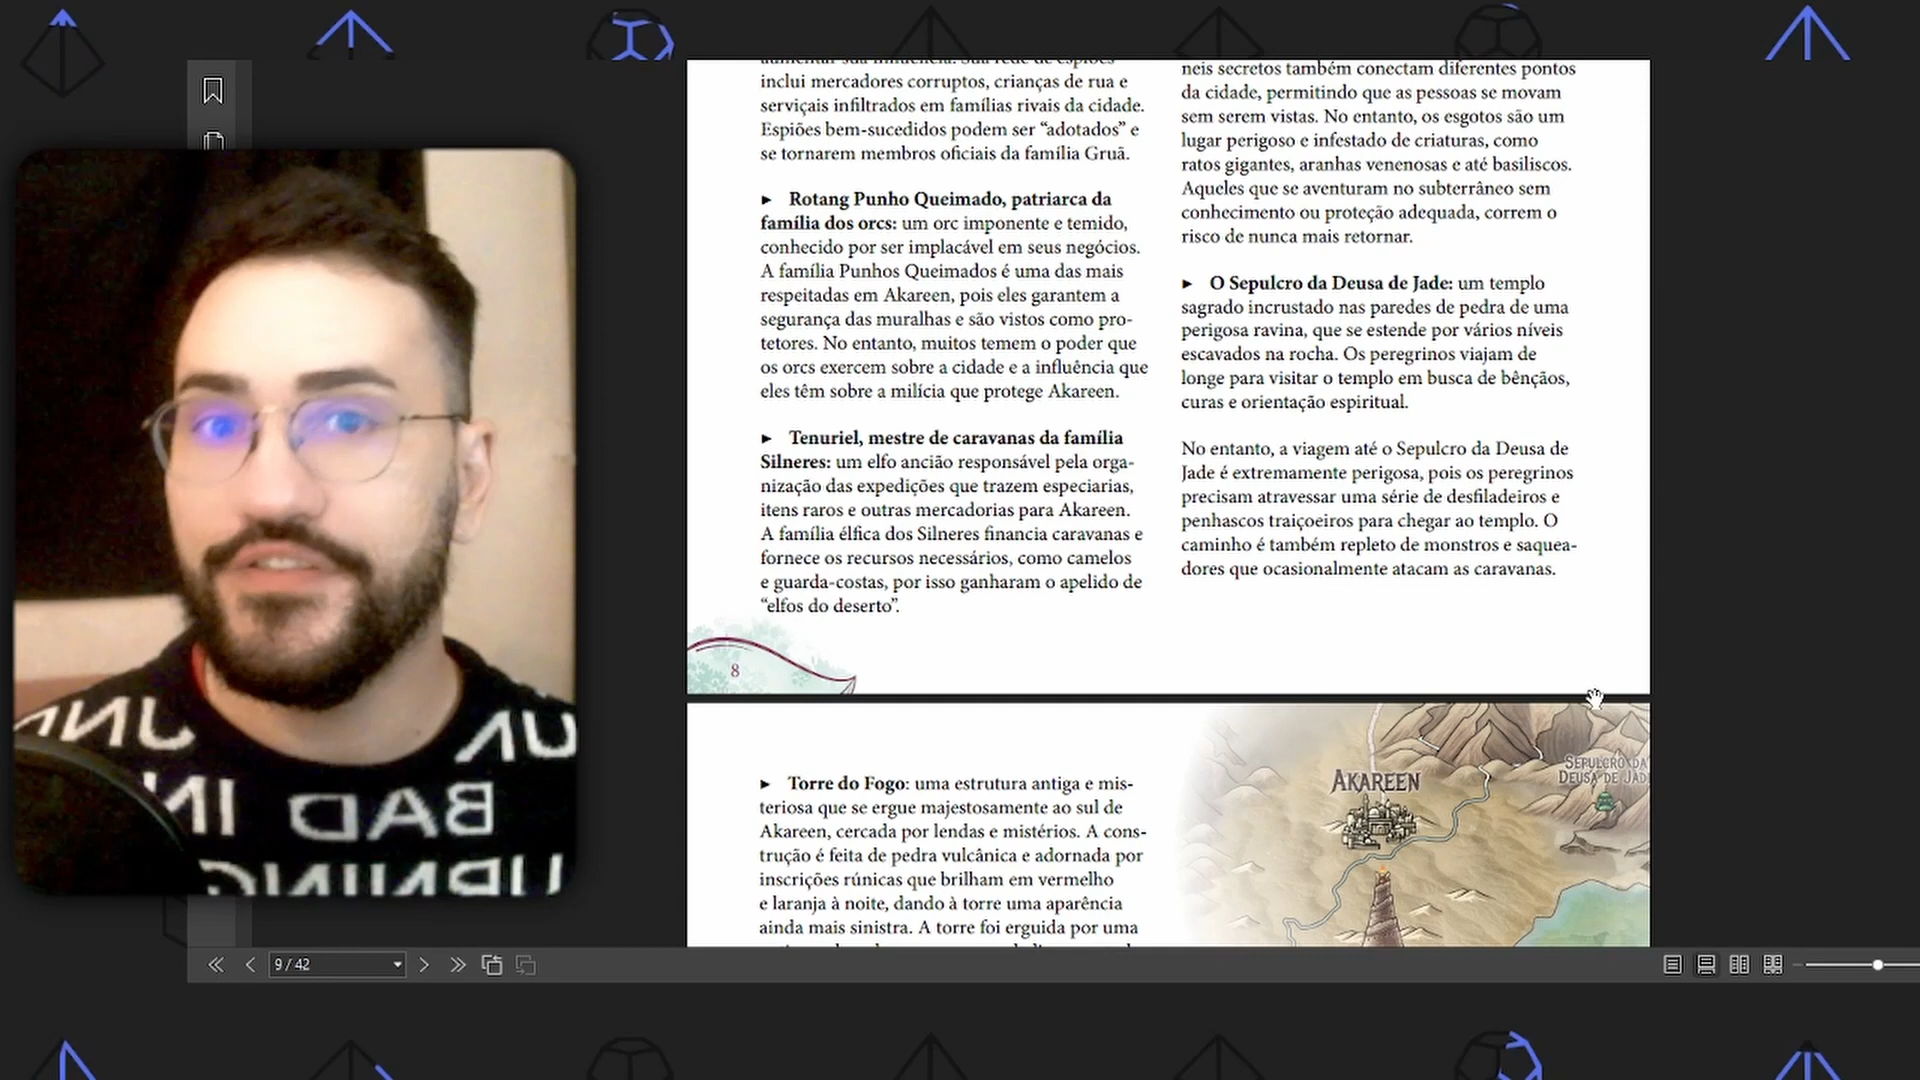 inclui mercadores corruptos, crianças de rua e
serviçais infiltrados em famílias rivais da cidade.
Espiões bem-sucedidos podem ser “adotados” e
se tornarem membros oficiais da família Gruā.
► Rotang Punho Queimado, patriarca da
família dos orcs: um orc imponente e temido,
conhecido por ser implacável em seus negócios.
A família Punhos Queimados é uma das mais
respeitadas em Akareen, pois eles garantem a
segurança das muralhas e são vistos como pro-
tetores. No entanto, muitos temem o poder que
os orcs exercem sobre a cidade e a influência que
eles têm sobre a milícia que protege Akareen.
► Tenuriel, mestre de caravanas da família
Silneres: um elfo ancião responsável pela orga-
nização das expedições que trazem especiarias,
itens raros e outras mercadorias para Akareen.
A família élfica dos Silneres financia caravanas e
fornece os recursos necessários, como camelos
e guarda-costas, por isso ganharam o apelido de
“elfos do deserto”.
8
neis secretos também conectam diferentes pontos
da cidade, permitindo que as pessoas se movam
sem serem vistas. No entanto, os esgotos são um
lugar perigoso e infestado de criaturas, como
ratos gigantes, aranhas venenosas e até basiliscos.
Aqueles que se aventuram no subterrâneo sem
conhecimento ou proteção adequada, correm o
risco de nunca mais retornar.
► O Sepulcro da Deusa de Jade: um templo
sagrado incrustado nas paredes de pedra de uma
perigosa ravina, que se estende por vários níveis
escavados na rocha. Os peregrinos viajam de
longe para visitar o templo em busca de bênçãos,
curas e orientação espiritual.
No entanto, a viagem até o Sepulcro da Deusa de
Jade é extremamente perigosa, pois os peregrinos
precisam atravessar uma série de desfiladeiros e
penhascos traiçoeiros para chegar ao templo. O
caminho é também repleto de monstros e saquea-
dores que ocasionalmente atacam as caravanas.
► Torre do Fogo: uma estrutura antiga e mis-
teriosa que se ergue majestosamente ao sul de
Akareen, cercada por lendas e mistérios. A cons-
trução é feita de pedra vulcânica e adornada por
inscrições rúnicas que brilham em vermelho
e laranja à noite, dando à torre uma aparência
ainda mais sinistra. A torre foi erguida por uma
AKAREEN
SEPULCRO DA
DEUSA DE JADE
BAD
9 / 42